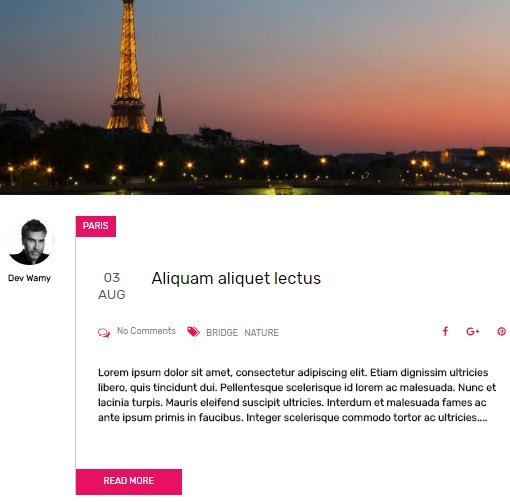 PARIS
Dev Wamy
03
AUG
Aliquam aliquet lectus
No Comments BRIDGE NATURE
Lorem ipsum dolor sit amet, consectetur adipiscing elit. Etiam dignissim ultricies
libero, quis tincidunt dui. Pellentesque scelerisque id lorem ac malesuada. Nunc et
lacinia turpis. Mauris eleifend suscipit ultricies. Interdum et malesuada fames ac
ante ipsum primis in faucibus. Integer scelerisque commodo tortor ac ultricies....
READ MORE